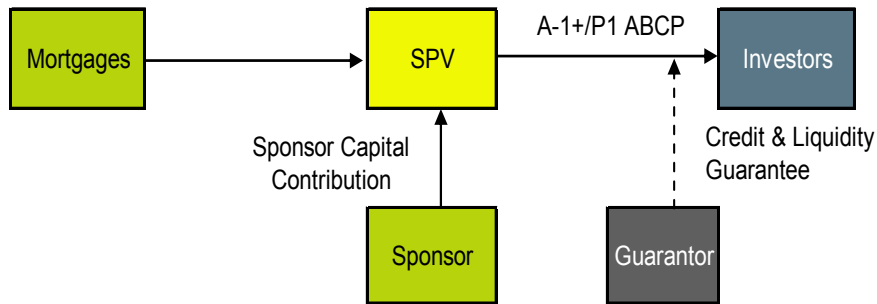 A-1+/P1 ABCP
Mortgages
SPV
Investors
Sponsor Capital
Contribution
Credit & Liquidity
Guarantee
Sponsor
Guarantor